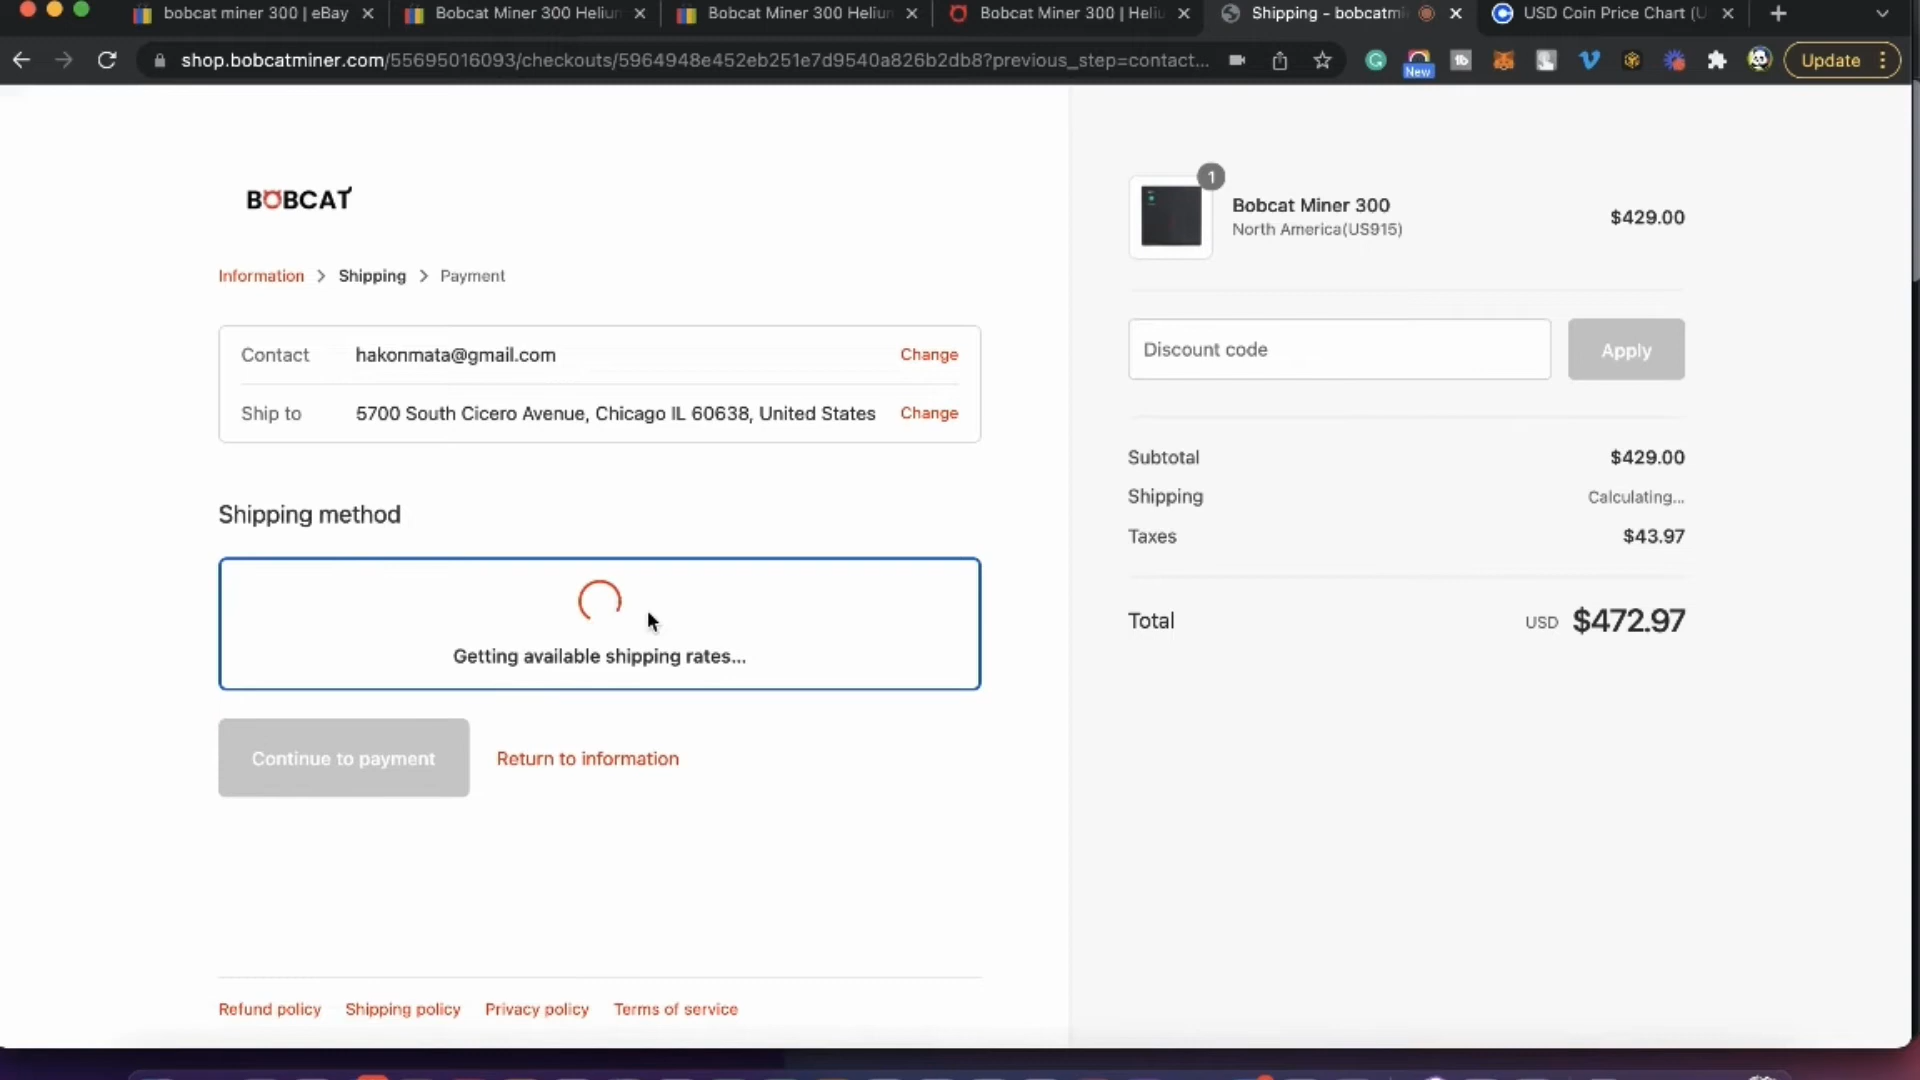 bobcat miner 300 | eBay
Bobcat Miner 300 Helium
Bobcat Miner 300 Helium
Bobcat Miner 300 | Heliu
Shipping - bobcatmi
USD Coin Price Chart (U
shop.bobcatminer.com/55695016093/checkouts/5964948e452eb251e7d9540a826b2db8?previous_step=contact...
New
Update
BOBCAT
Information > Shipping > Payment
Contact hakonmata@gmail.com Change
Ship to 5700 South Cicero Avenue, Chicago IL 60638, United States Change
Shipping method
Getting available shipping rates...
Continue to payment
Return to information
Refund policy Shipping policy Privacy policy Terms of service
1
Bobcat Miner 300
North America(US915)
$429.00
Discount code
Apply
Subtotal $429.00
Shipping Calculating...
Taxes $43.97
Total USD $472.97